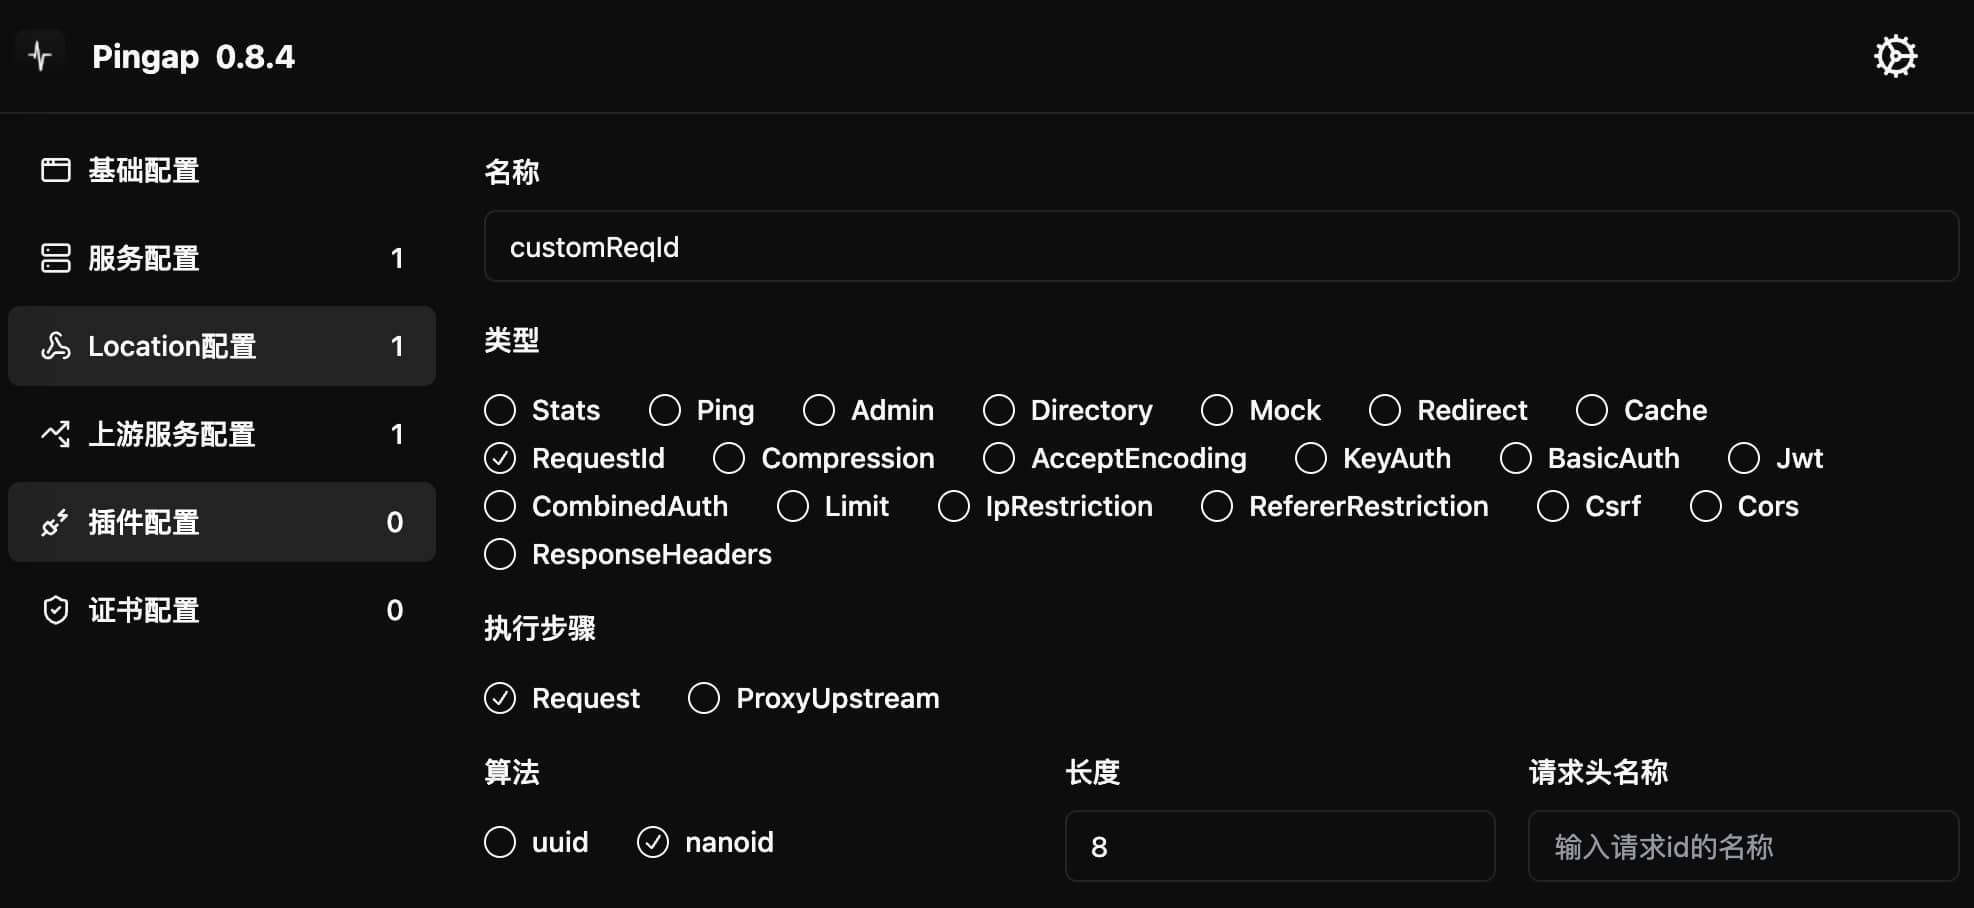 Pingap 0.8.4
基础配置
服务配置 1
Location配置 1
上游服务配置 1
插件配置 0
证书配置 0
名称
customReqId
类型
Stats Ping Admin Directory Mock Redirect Cache
RequestId Compression AcceptEncoding KeyAuth BasicAuth Jwt
CombinedAuth Limit IpRestriction RefererRestriction Csrf Cors
ResponseHeaders
执行步骤
Request ProxyUpstream
算法 长度 请求头名称
uuid nanoid 8 输入请求id的名称